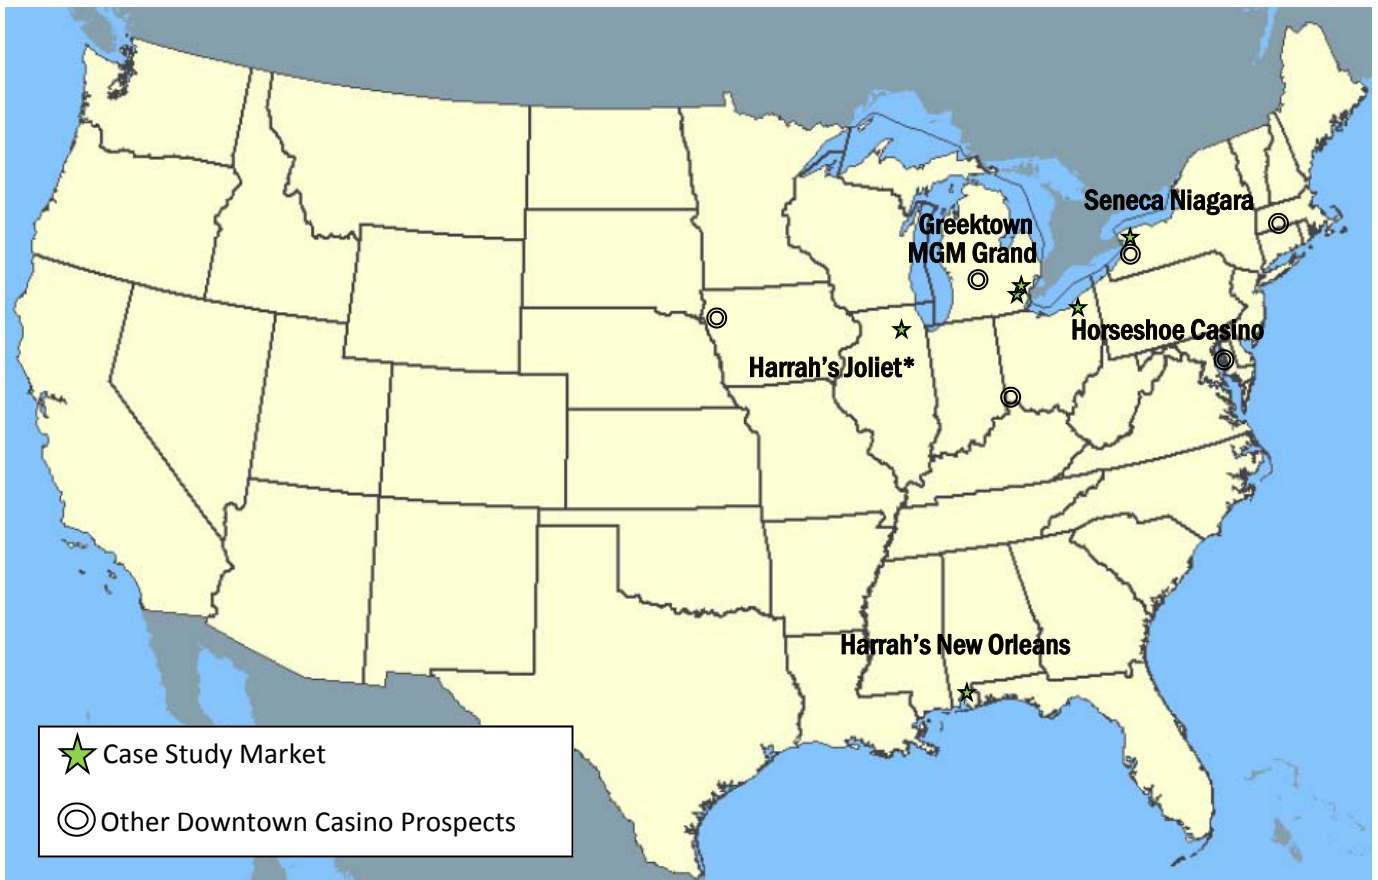 Seneca Niagara
Greektown
MGM Grand
Horseshoe Casino
Harrah's Joliet*
Harrah's New Orleans
Case Study Market
Other Downtown Casino Prospects